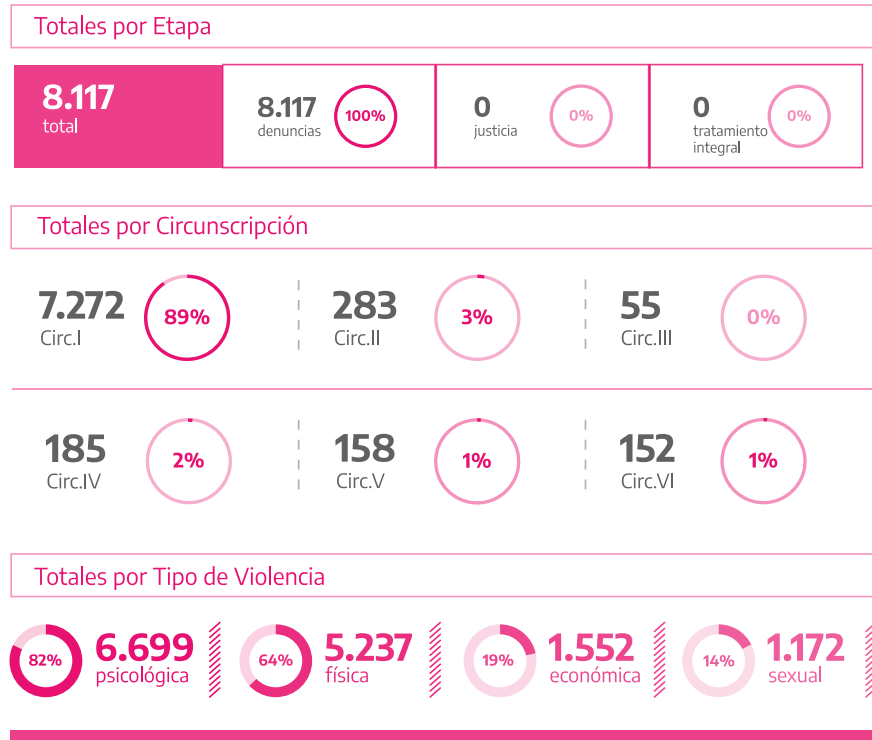 Totales por Etapa
8.117
total
8.117
denuncias
100%
0
justicia
0%
0
tratamiento
integral
0%
Totales por Circunscripción
7.272
Circ.I
89%
283
Circ.II
3%
55
Circ.III
0%
185
Circ.IV
2%
158
Circ.V
1%
152
Circ.VI
1%
Totales por Tipo de Violencia
82%
6.699
psicológica
64%
5.237
física
19%
1.552
económica
14%
1.172
sexual